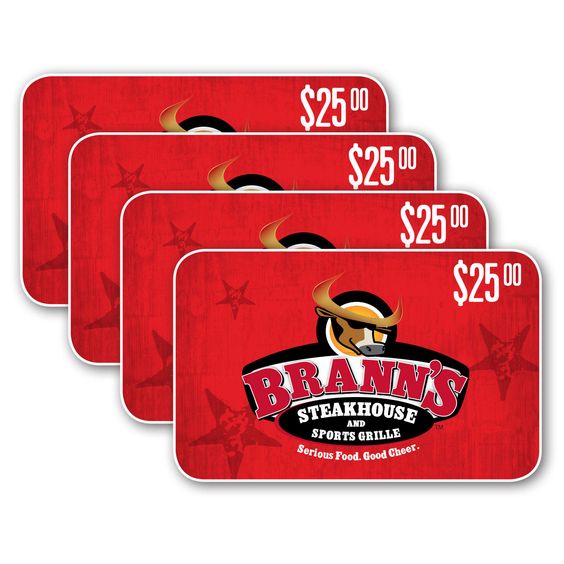 $25 00
$25 00
$25 00
$25 00
BRANN'S
STEAKHOUSE
AND
SPORTS GRILLE
TM
Serious Food. Good Cheer.